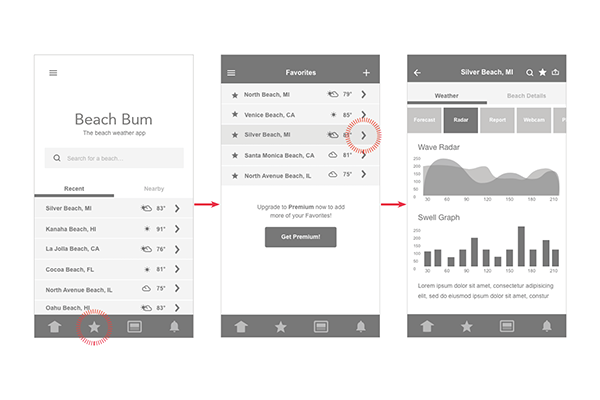 Beach Bum
The beach weather app
Search for a beach...
Recent Nearby
Silver Beach, MI 83°
Kanaha Beach, HI 91°
La Jolla Beach, CA 76°
Cocoa Beach, FL 81°
North Avenue Beach, IL 75°
Oahu Beach, HI 83°
Favorites
North Beach, MI 79°
Venice Beach, CA 85°
Silver Beach, MI
Santa Monica Beach, CA 81°
North Avenue Beach, IL 75°
Upgrade to Premium now to add
more of your Favorites!
Get Premium!
Silver Beach, MI
Weather Beach Details
Forecast Radar Report Webcam P
Wave Radar
250
200
150
100
50
0
30 60 90 120 150 180 210
Swell Graph
250
200
150
100
50
0
30 60 90 120 150 180 210
Lorem ipsum dolor sit amet, consectetur adipisicing
elit, sed do eiusmod ipsum dolor sit amet, constur